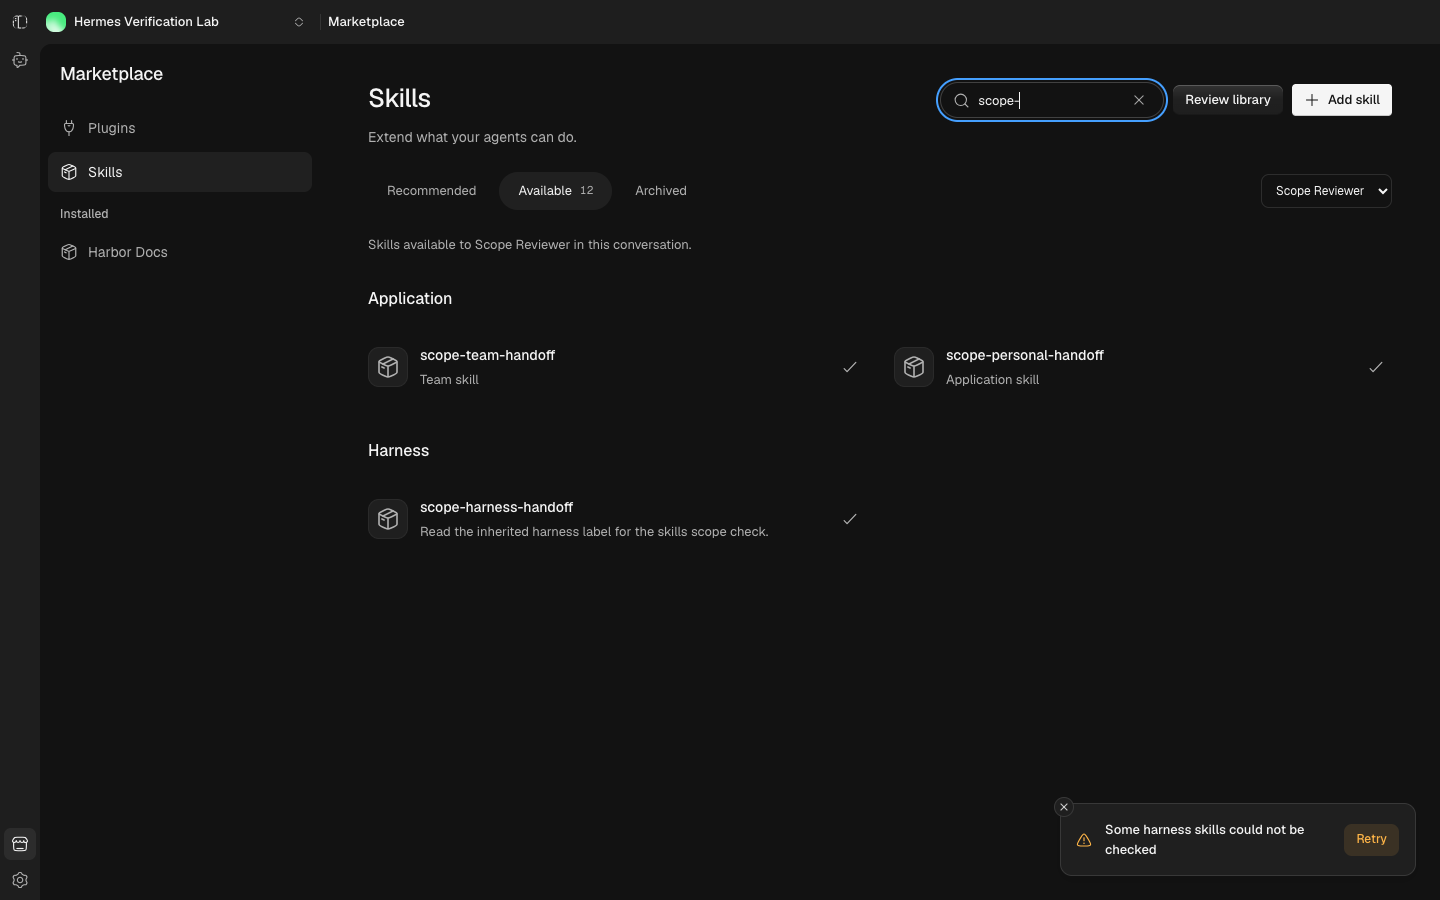 Hermes Verification Lab
Marketplace
Marketplace
Plugins
Skills
Installed
Harbor Docs
Skills
scope-
Review library
Add skill
Extend what your agents can do.
Recommended
Available 12
Archived
Scope Reviewer
Skills available to Scope Reviewer in this conversation.
Application
scope-team-handoff
Team skill
scope-personal-handoff
Application skill
Harness
scope-harness-handoff
Read the inherited harness label for the skills scope check.
Some harness skills could not be
checked
Retry